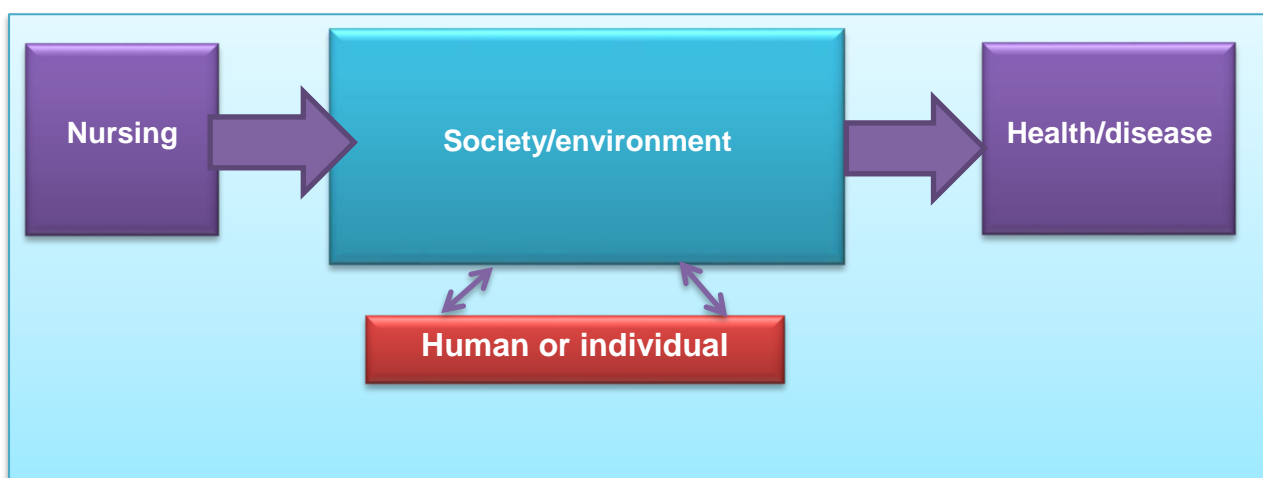 Nursing
Society/environment
Health/disease
Human or individual